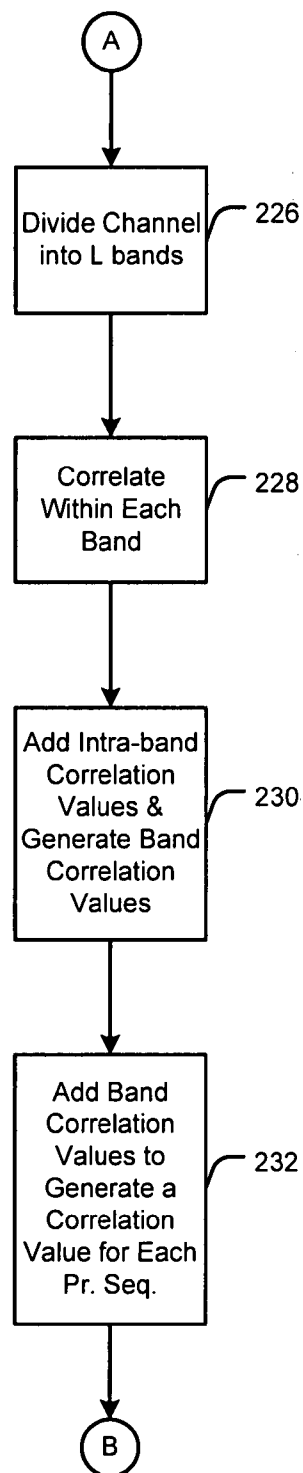 A
Divide Channel
into L bands
226
Correlate
Within Each
Band
228
Add Intra-band
Correlation
Values &
Generate Band
Correlation
Values
230
Add Band
Correlation
Values to
Generate a
Correlation
Value for Each
Pr. Seq.
232
B